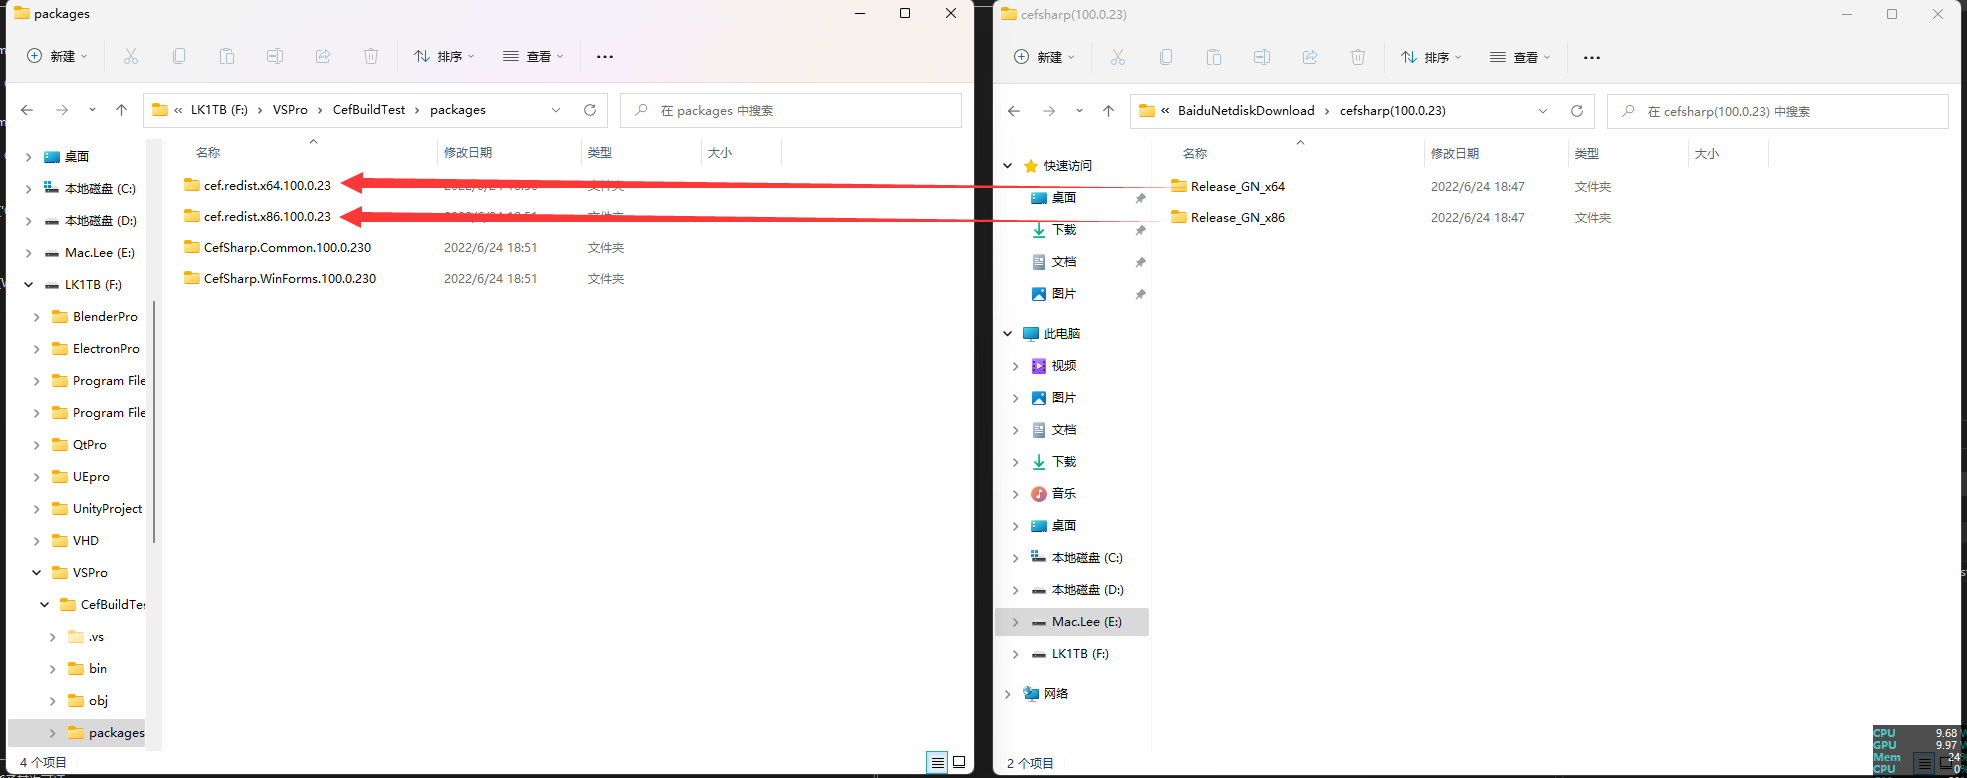 packages
新建
排序
查看
LK1TB (F:) VSPro CefBuildTest packages
在 packages 中搜索
名称 修改日期 类型 大小
cef.redist.x64.100.0.23
cef.redist.x86.100.0.23
CefSharp.Common.100.0.230 2022/6/24 18:51 文件夹
CefSharp.WinForms.100.0.230 2022/6/24 18:51 文件夹
桌面
本地磁盘 (C:)
本地磁盘 (D:)
Mac.Lee (E:)
LK1TB (F:)
BlenderPro
ElectronPro
Program File
Program File
QtPro
UEpro
UnityProject
VHD
VSPro
CefBuildTes
.vs
bin
obj
packages
4 个项目
cefsharp(100.0.23)
新建
排序
查看
BaiduNetdiskDownload cefsharp(100.0.23)
在 cefsharp(100.0.23) 中搜索
名称 修改日期 类型 大小
Release_GN_x64 2022/6/24 18:47 文件夹
Release_GN_x86 2022/6/24 18:47 文件夹
快速访问
桌面
下载
文档
图片
此电脑
视频
图片
文档
下载
音乐
桌面
本地磁盘 (C:)
本地磁盘 (D:)
Mac.Lee (E:)
LK1TB (F:)
网络
2 个项目
CPU 9.68 W
GPU 9.97 W
Mem 24%
CPU 0%